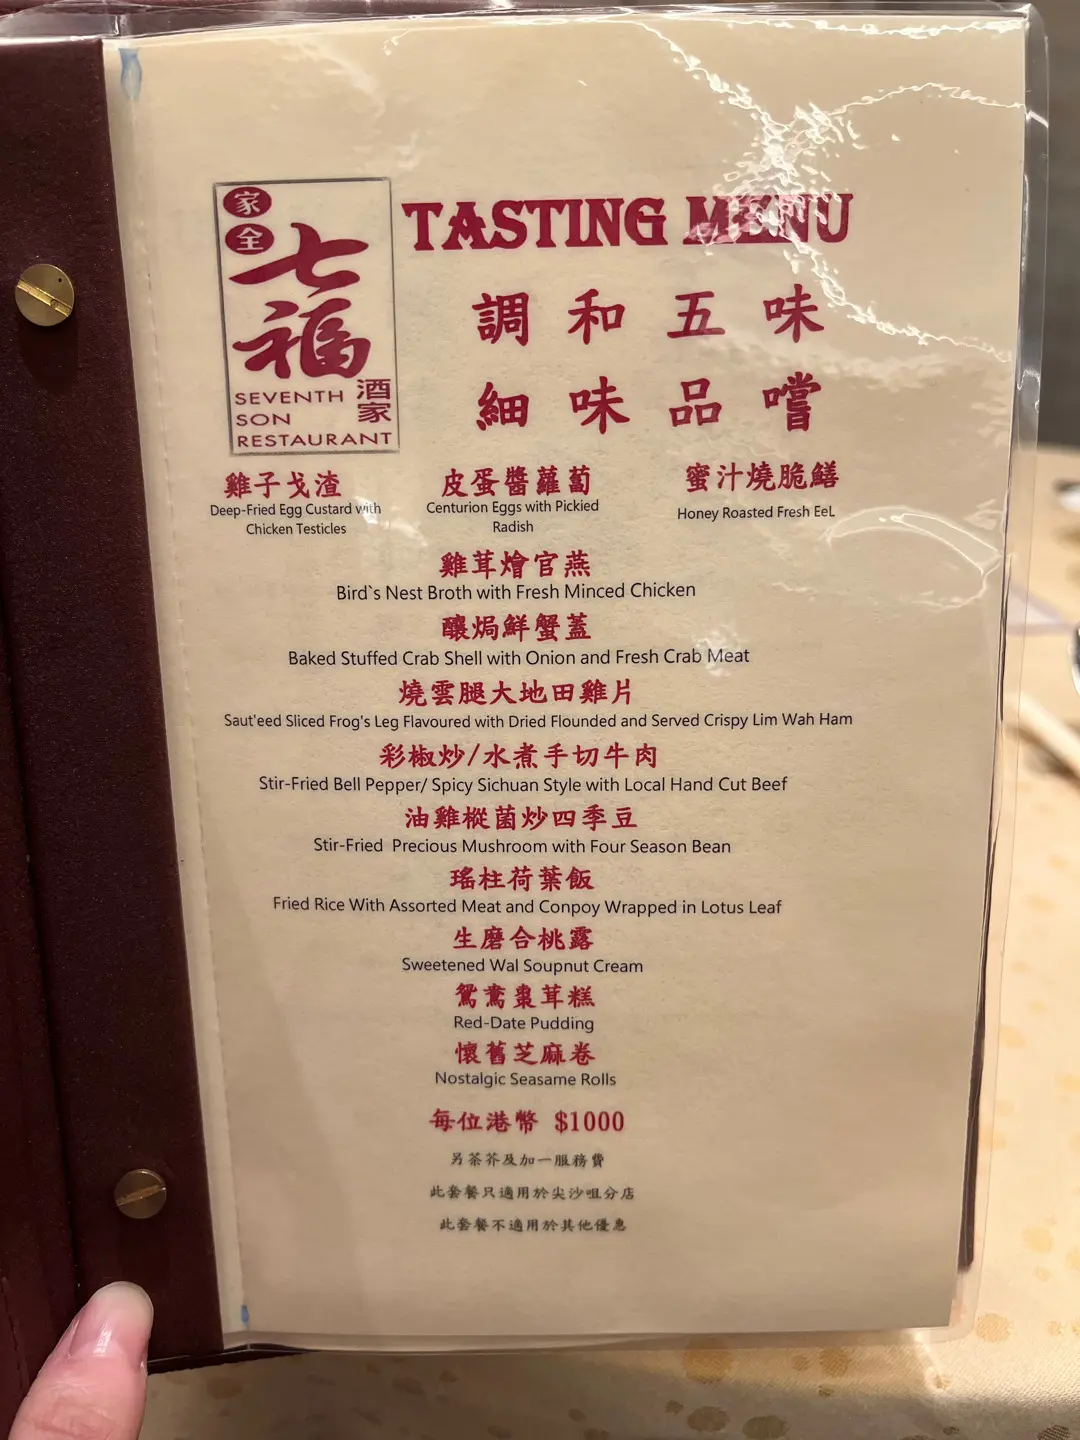 家全
七福
酒家
SEVENTH
SON
RESTAURANT
TASTING MENU
調和五味
細味品嚐
雞子戈渣
Deep-Fried Egg Custard with
Chicken Testicles
皮蛋醬蘿蔔
Centurion Eggs with Pickied
Radish
蜜汁燒脆鱔
Honey Roasted Fresh EeL
雞茸燴官燕
Bird`s Nest Broth with Fresh Minced Chicken
釀焗鮮蟹蓋
Baked Stuffed Crab Shell with Onion and Fresh Crab Meat
燒雲腿大地田雞片
Saut'eed Sliced Frog's Leg Flavoured with Dried Flounded and Served Crispy Lim Wah Ham
彩椒炒/水煮手切牛肉
Stir-Fried Bell Pepper/ Spicy Sichuan Style with Local Hand Cut Beef
油雞樅菌炒四季豆
Stir-Fried Precious Mushroom with Four Season Bean
瑤柱荷葉飯
Fried Rice With Assorted Meat and Conpoy Wrapped in Lotus Leaf
生磨合桃露
Sweetened Wal Soupnut Cream
鴛鴦棗茸糕
Red-Date Pudding
懷舊芝麻卷
Nostalgic Seasame Rolls
每位港幣 $1000
另茶芥及加一服務費
此套餐只適用於尖沙咀分店
此套餐不適用於其他優惠